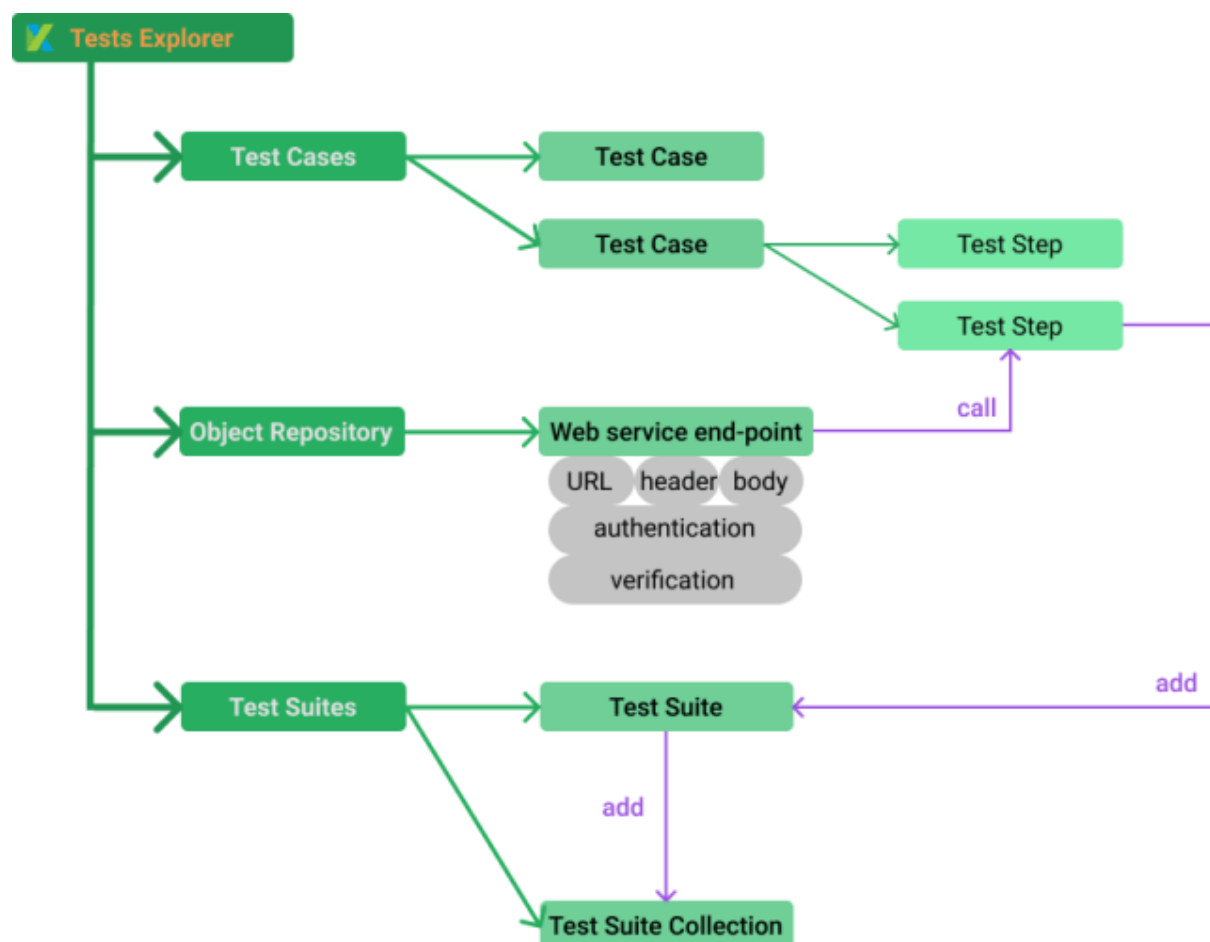 Tests Explorer
Test Cases
Test Case
Test Case
Test Step
Test Step
call
Object Repository
Web service end-point
URL
header
body
authentication
verification
add
Test Suites
Test Suite
add
Test Suite Collection